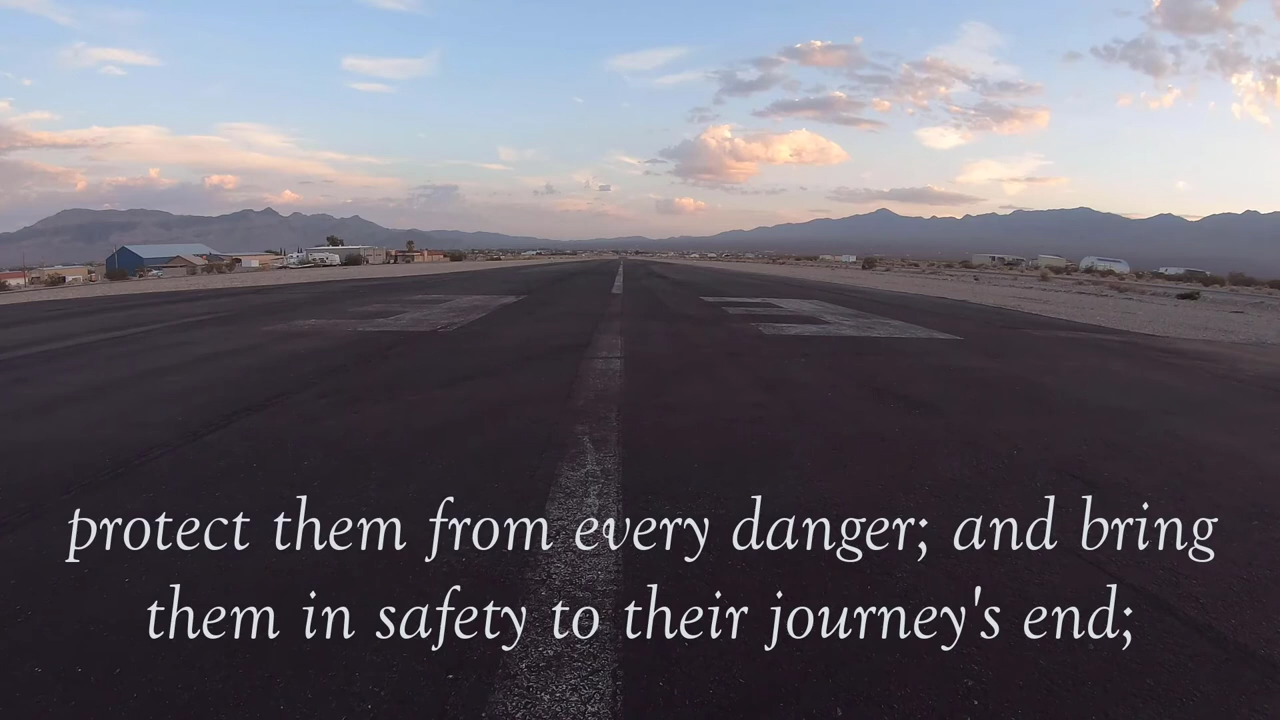 protect them from every danger; and bring
them in safety to their journey's end;